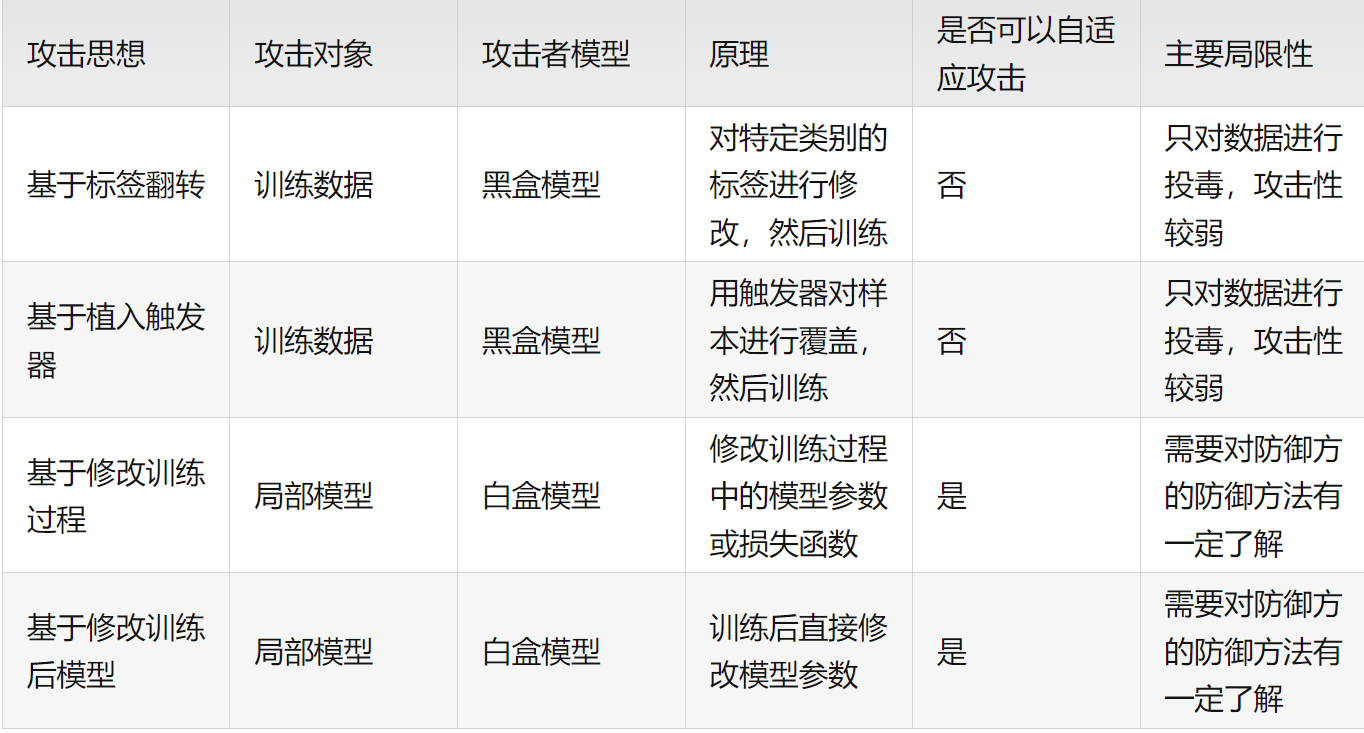 攻击思想
攻击对象
攻击者模型
原理
是否可以自适
应攻击
主要局限性
基于标签翻转
训练数据
黑盒模型
对特定类别的
标签进行修
改，然后训练
否
只对数据进行
投毒，攻击性
较弱
基于植入触发
器
训练数据
黑盒模型
用触发器对样
本进行覆盖，
然后训练
否
只对数据进行
投毒，攻击性
较弱
基于修改训练
过程
局部模型
白盒模型
修改训练过程
中的模型参数
或损失函数
是
需要对防御方
的防御方法有
一定了解
基于修改训练
后模型
局部模型
白盒模型
训练后直接修
改模型参数
是
需要对防御方
的防御方法有
一定了解